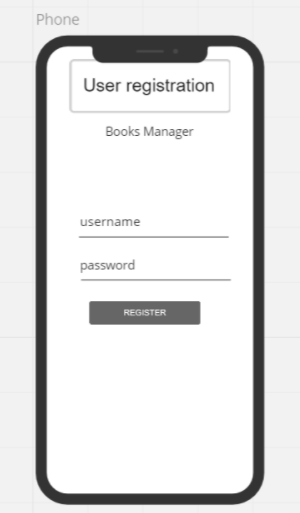 Phone
User registration
Books Manager
username
password
REGISTER